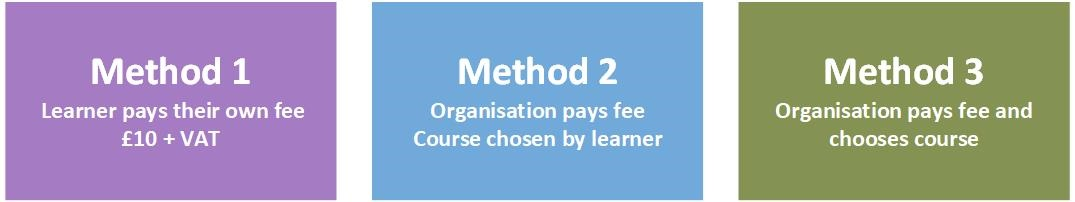 Method 1
Learner pays their own fee
£10 + VAT
Method 2
Organisation pays fee
Course chosen by learner
Method 3
Organisation pays fee and
chooses course